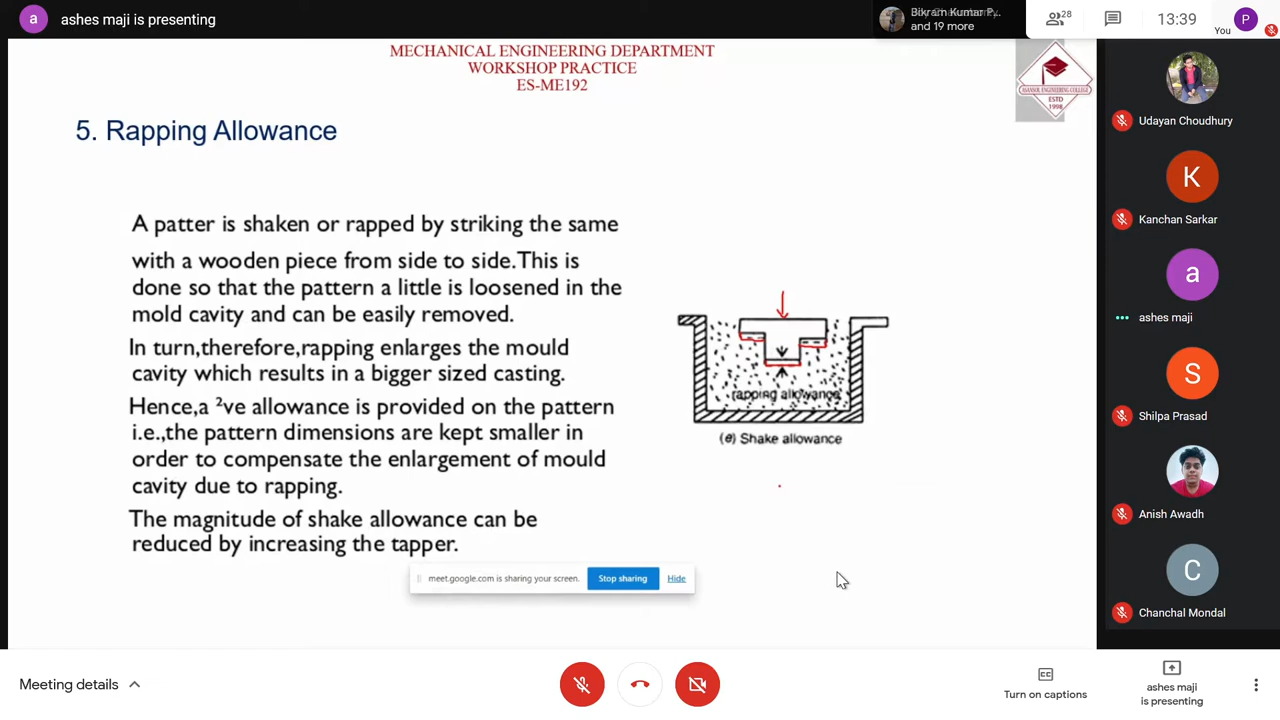 a ashes maji is presenting
and 19 more
28
13:39
You
P
MECHANICAL ENGINEERING DEPARTMENT
WORKSHOP PRACTICE
ES-ME192
ASANSOL ENGINEERING COLLEGE
ESTD
1998
5. Rapping Allowance
A patter is shaken or rapped by striking the same
with a wooden piece from side to side.This is
done so that the pattern a little is loosened in the
mold cavity and can be easily removed.
In turn,therefore,rapping enlarges the mould
cavity which results in a bigger sized casting.
Hence,a ²ve allowance is provided on the pattern
i.e.,the pattern dimensions are kept smaller in
order to compensate the enlargement of mould
cavity due to rapping.
The magnitude of shake allowance can be
reduced by increasing the tapper.
rapping allowance
(e) Shake allowance
meet.google.com is sharing your screen.
Stop sharing
Hide
Udayan Choudhury
K
Kanchan Sarkar
a
ashes maji
S
Shilpa Prasad
Anish Awadh
C
Chanchal Mondal
Meeting details
Turn on captions
ashes maji
is presenting